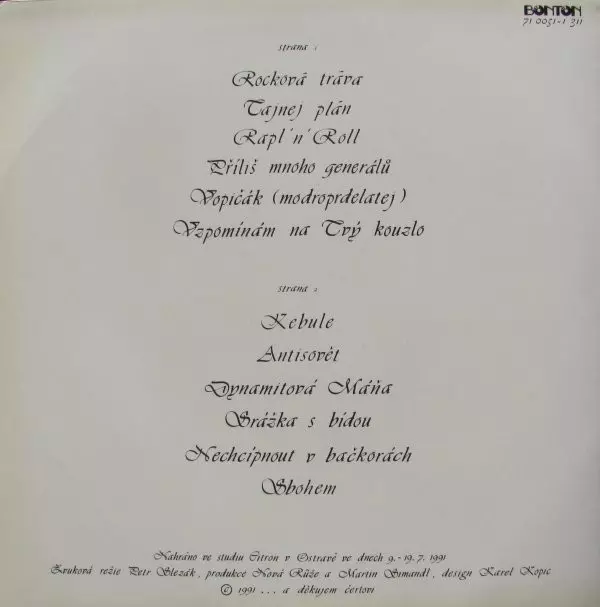 BONTON
71 0051-1 311
strana 1
Rocková tráva
Tajnej plán
Rapl´n´Roll
Příliš mnoho generálů
Vopičák (modroprdelatej)
Vzpomínám na Tvý kouzlo
strana 2
Kebule
Antisovět
Dynamitová Máňa
Srážka s bídou
Nechcípnout v bačkorách
Sbohem
Nahráno ve studiu Citron v Ostravě ve dnech 9.-19.7. 1991
Zvuková režie Petr Slezák, produkce Nová Růže a Martin Šimandl, design Karel Kopic
© 1991 ... a děkujem čertovi